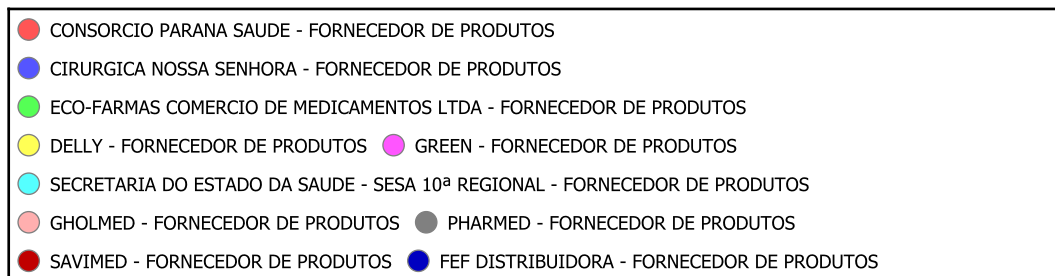 CONSORCIO PARANA SAUDE - FORNECEDOR DE PRODUTOS
CIRURGICA NOSSA SENHORA - FORNECEDOR DE PRODUTOS
ECO-FARMAS COMERCIO DE MEDICAMENTOS LTDA - FORNECEDOR DE PRODUTOS
DELLY - FORNECEDOR DE PRODUTOS GREEN - FORNECEDOR DE PRODUTOS
SECRETARIA DO ESTADO DA SAUDE - SESA 10ª REGIONAL - FORNECEDOR DE PRODUTOS
GHOLMED - FORNECEDOR DE PRODUTOS PHARMED - FORNECEDOR DE PRODUTOS
SAVIMED - FORNECEDOR DE PRODUTOS FEF DISTRIBUIDORA - FORNECEDOR DE PRODUTOS